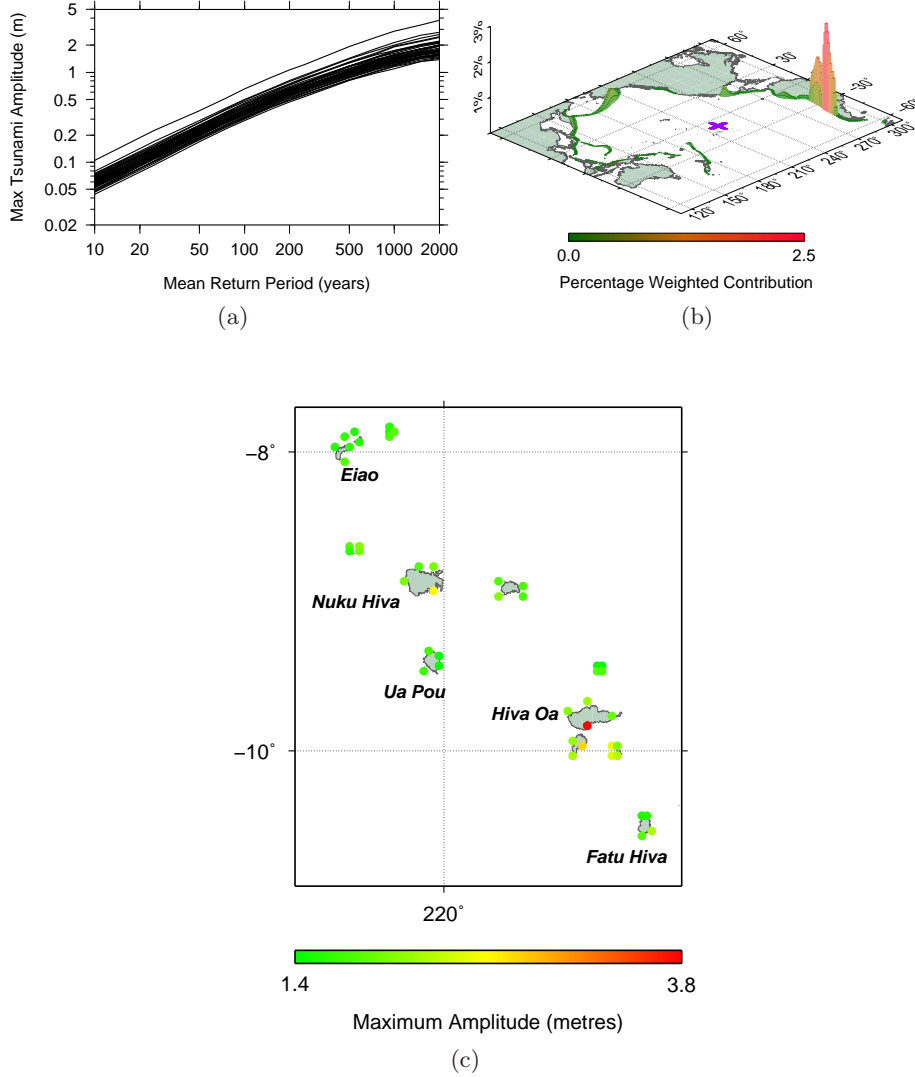 Max Tsunami Amplitude (m)
5
2
1
0.5
0.2
0.1
0.05
0.02
10 20 50 100 200 500 1000 2000
Mean Return Period (years)
(a)
3%
2%
1%
60°
30°
-30°
-60°
120° 150° 180° 210° 240° 270° 300°
0.0 2.5
Percentage Weighted Contribution
(b)
−8°
−10°
Eiao
Nuku Hiva
Ua Pou
Hiva Oa
Fatu Hiva
220°
1.4 3.8
Maximum Amplitude (metres)
(c)